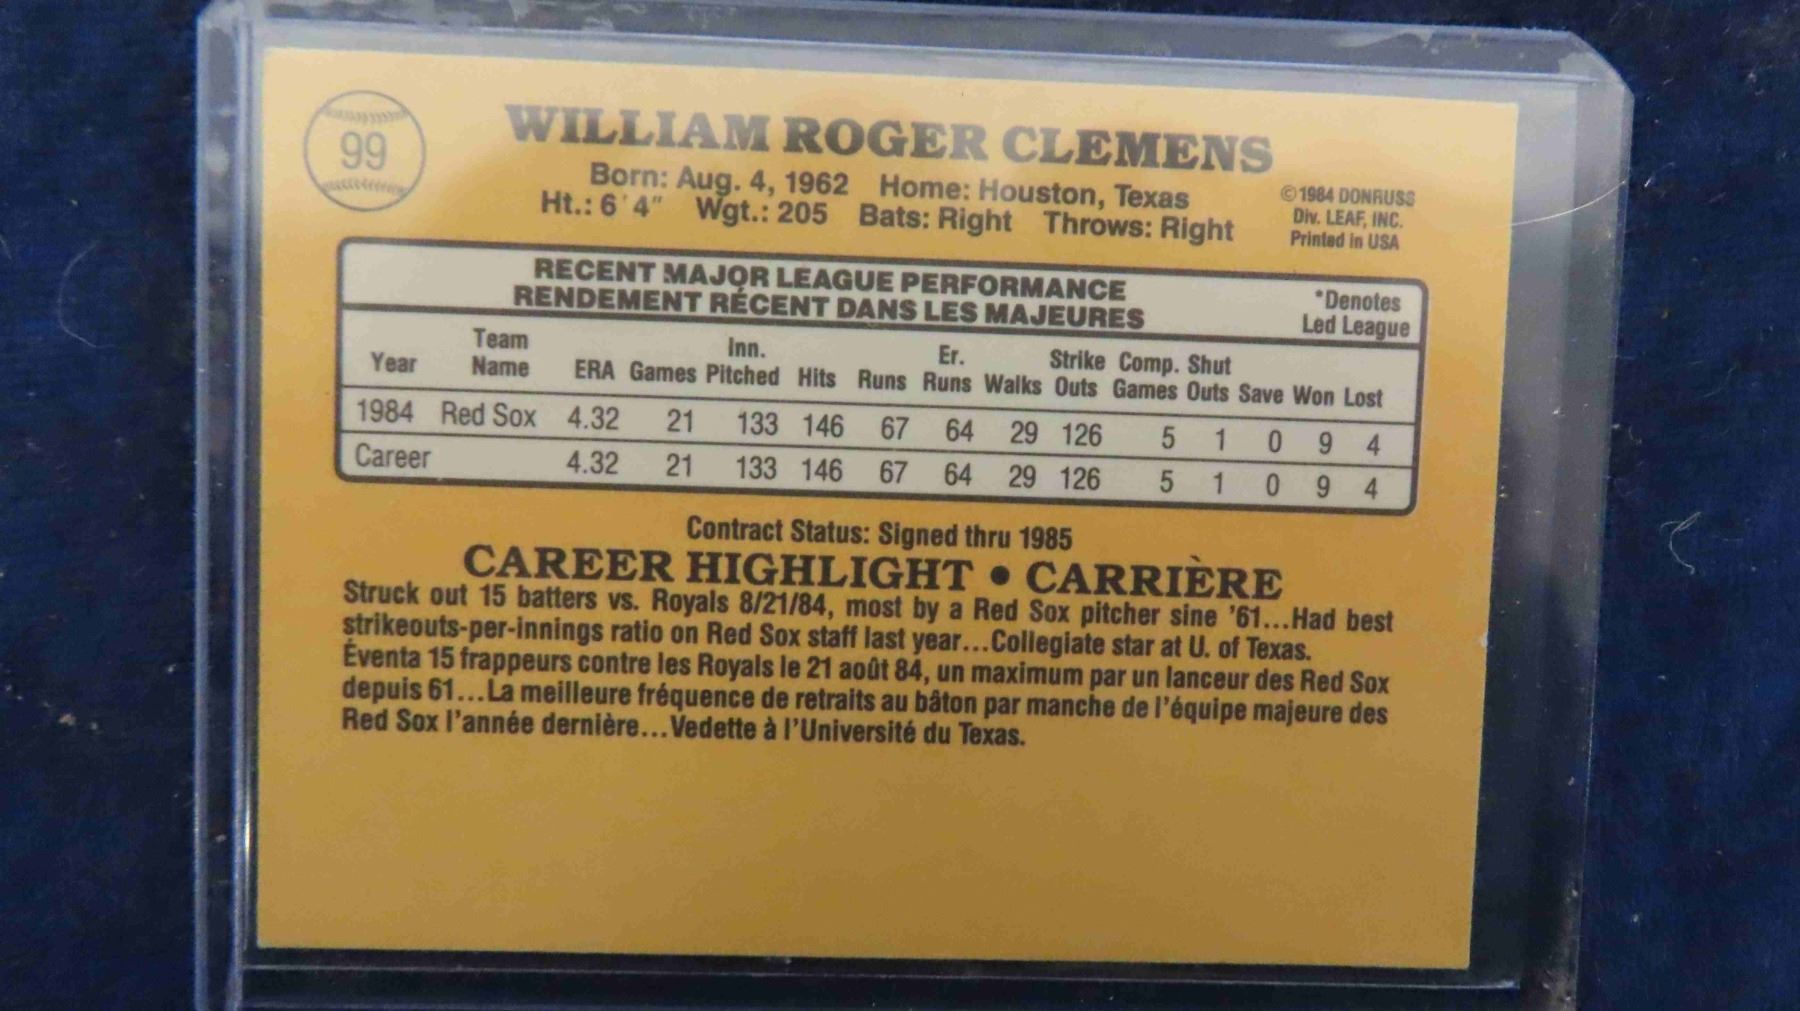 99
WILLIAM ROGER CLEMENS
Born: Aug. 4, 1962 Home: Houston, Texas
Ht.: 6'4" Wgt.: 205 Bats: Right Throws: Right
©1984 DONRUSS
Div. LEAF, INC.
Printed in USA
RECENT MAJOR LEAGUE PERFORMANCE
RENDEMENT RÉCENT DANS LES MAJEURES
*Denotes
Led League
Year Team Name ERA Games Inn. Pitched Hits Runs Er. Runs Walks Strike Outs Comp. Games Shut Outs Save Won Lost
1984 Red Sox 4.32 21 133 146 67 64 29 126 5 1 0 9 4
Career 4.32 21 133 146 67 64 29 126 5 1 0 9 4
Contract Status: Signed thru 1985
CAREER HIGHLIGHT • CARRIÈRE
Struck out 15 batters vs. Royals 8/21/84, most by a Red Sox pitcher sine '61...Had best
strikeouts-per-innings ratio on Red Sox staff last year...Collegiate star at U. of Texas.
Éventa 15 frappeurs contre les Royals le 21 août 84, un maximum par un lanceur des Red Sox
depuis 61...La meilleure fréquence de retraits au bâton par manche de l'équipe majeure des
Red Sox l'année dernière...Vedette à l'Université du Texas.